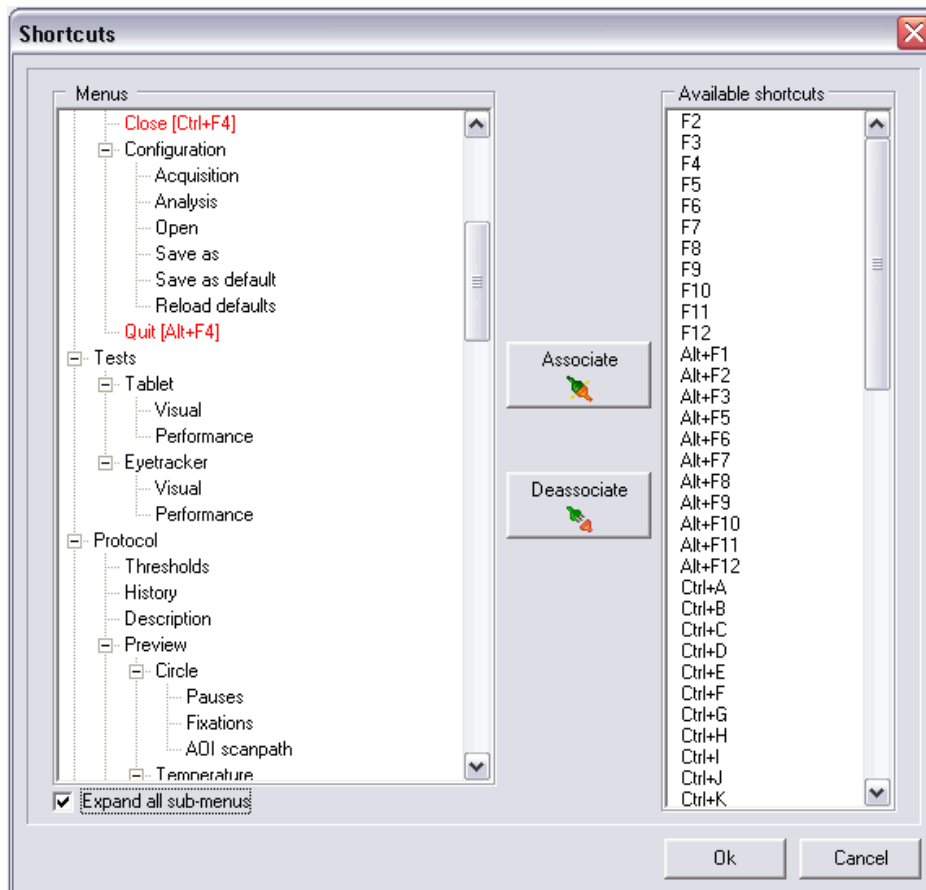 Shortcuts
Menus
Close [Ctrl+F4]
Configuration
Acquisition
Analysis
Open
Save as
Save as default
Reload defaults
Quit [Alt+F4]
Tests
Tablet
Visual
Performance
Eyetracker
Visual
Performance
Protocol
Thresholds
History
Description
Preview
Circle
Pauses
Fixations
AOI scanpath
Temperature
Expand all sub-menus
Associate
Deassociate
Available shortcuts
F2
F3
F4
F5
F6
F7
F8
F9
F10
F11
F12
Alt+F1
Alt+F2
Alt+F3
Alt+F5
Alt+F6
Alt+F7
Alt+F8
Alt+F9
Alt+F10
Alt+F11
Alt+F12
Ctrl+A
Ctrl+B
Ctrl+C
Ctrl+D
Ctrl+E
Ctrl+F
Ctrl+G
Ctrl+H
Ctrl+I
Ctrl+J
Ctrl+K
Ok
Cancel